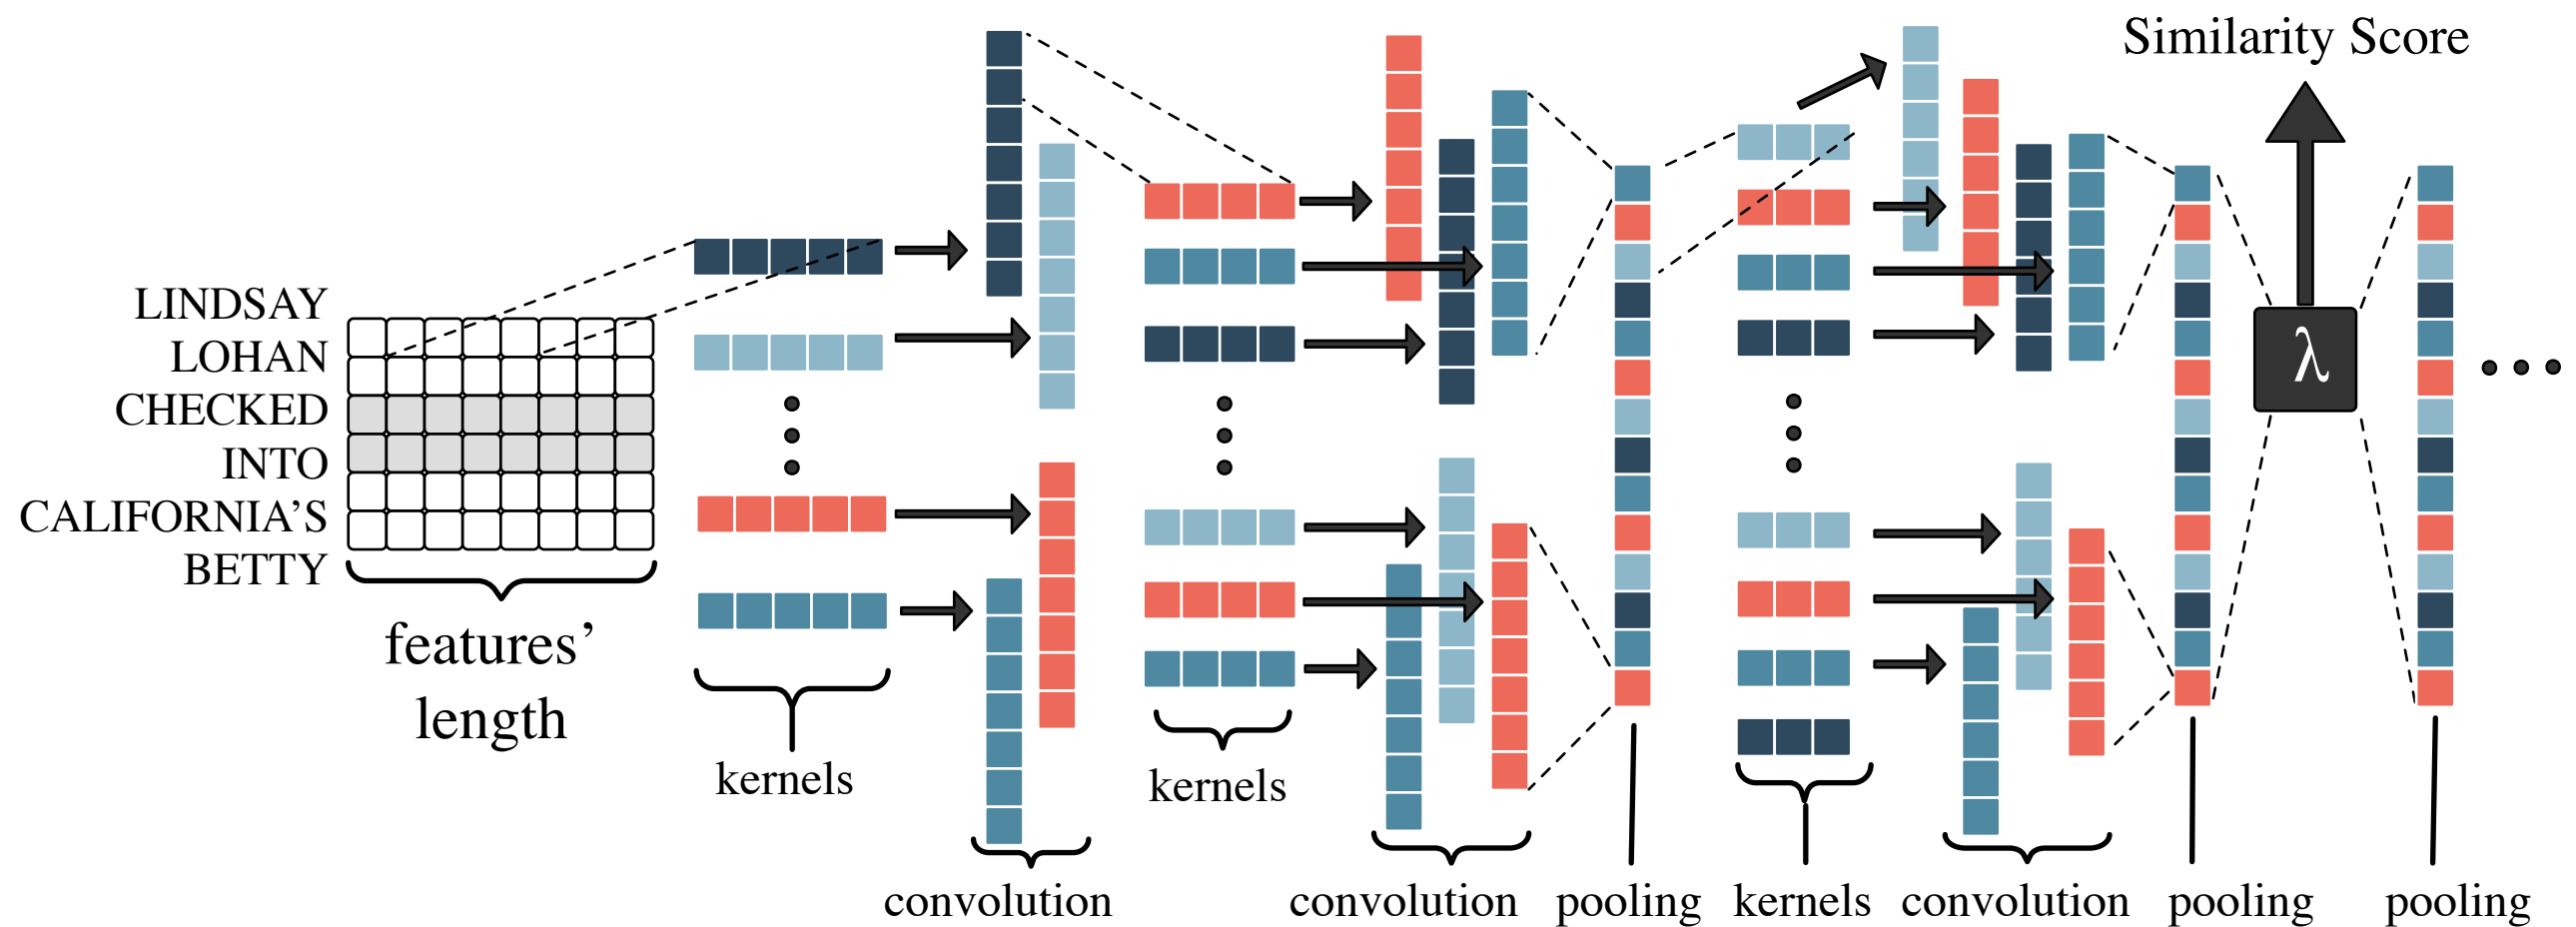 Similarity Score
LINDSAY
LOHAN
CHECKED
INTO
CALIFORNIA’S
BETTY
features’
length
kernels
convolution
kernels
convolution
pooling
kernels
convolution
pooling
λ
pooling